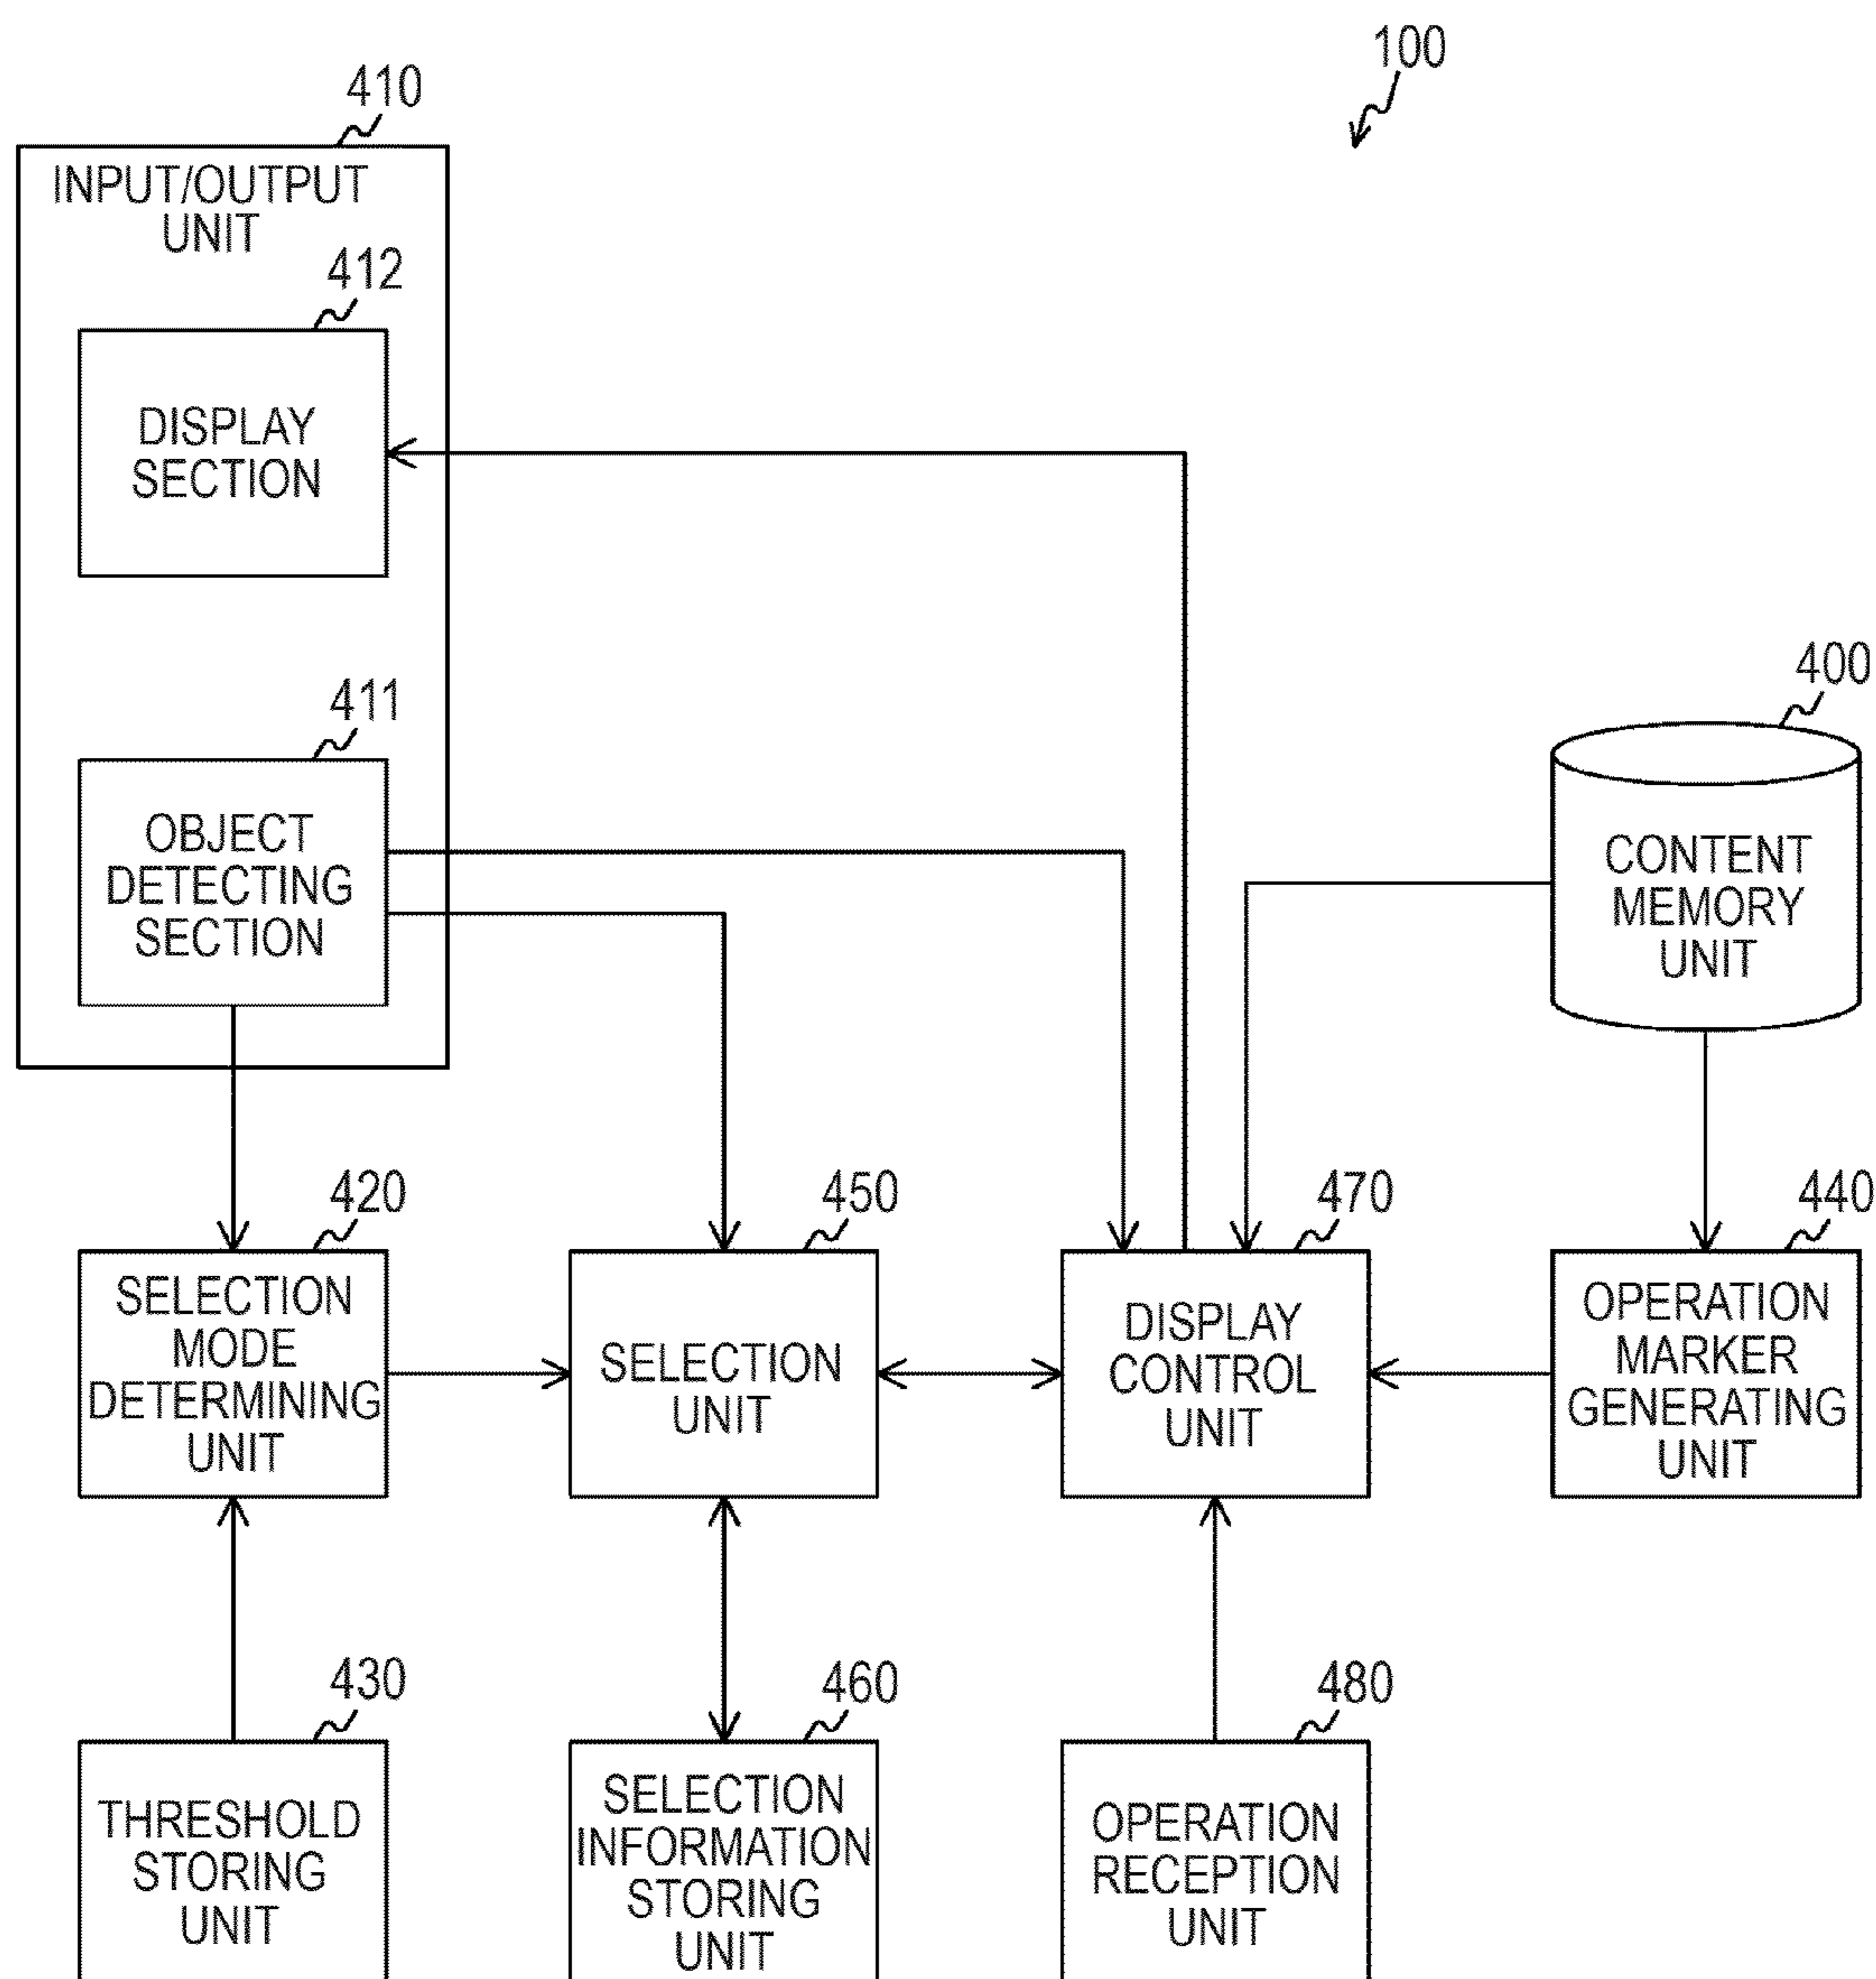 100
410
INPUT/OUTPUT
UNIT
412
DISPLAY
SECTION
411
OBJECT
DETECTING
SECTION
400
CONTENT
MEMORY
UNIT
420
SELECTION
MODE
DETERMINING
UNIT
450
SELECTION
UNIT
470
DISPLAY
CONTROL
UNIT
440
OPERATION
MARKER
GENERATING
UNIT
430
THRESHOLD
STORING
UNIT
460
SELECTION
INFORMATION
STORING
UNIT
480
OPERATION
RECEPTION
UNIT